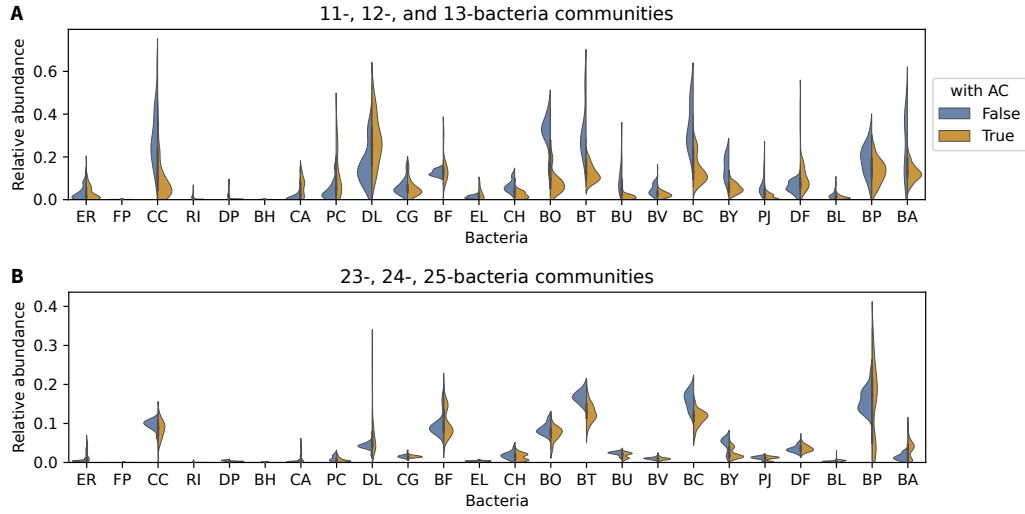 A
11-, 12-, and 13-bacteria communities
Relative abundance
0.6
0.4
0.2
0.0
ER FP CC RI DP BH CA PC DL CG BF EL CH BO BT BU BV BC BY PJ DF BL BP BA
Bacteria
with AC
False
True
B
23-, 24-, 25-bacteria communities
Relative abundance
0.4
0.3
0.2
0.1
0.0
ER FP CC RI DP BH CA PC DL CG BF EL CH BO BT BU BV BC BY PJ DF BL BP BA
Bacteria